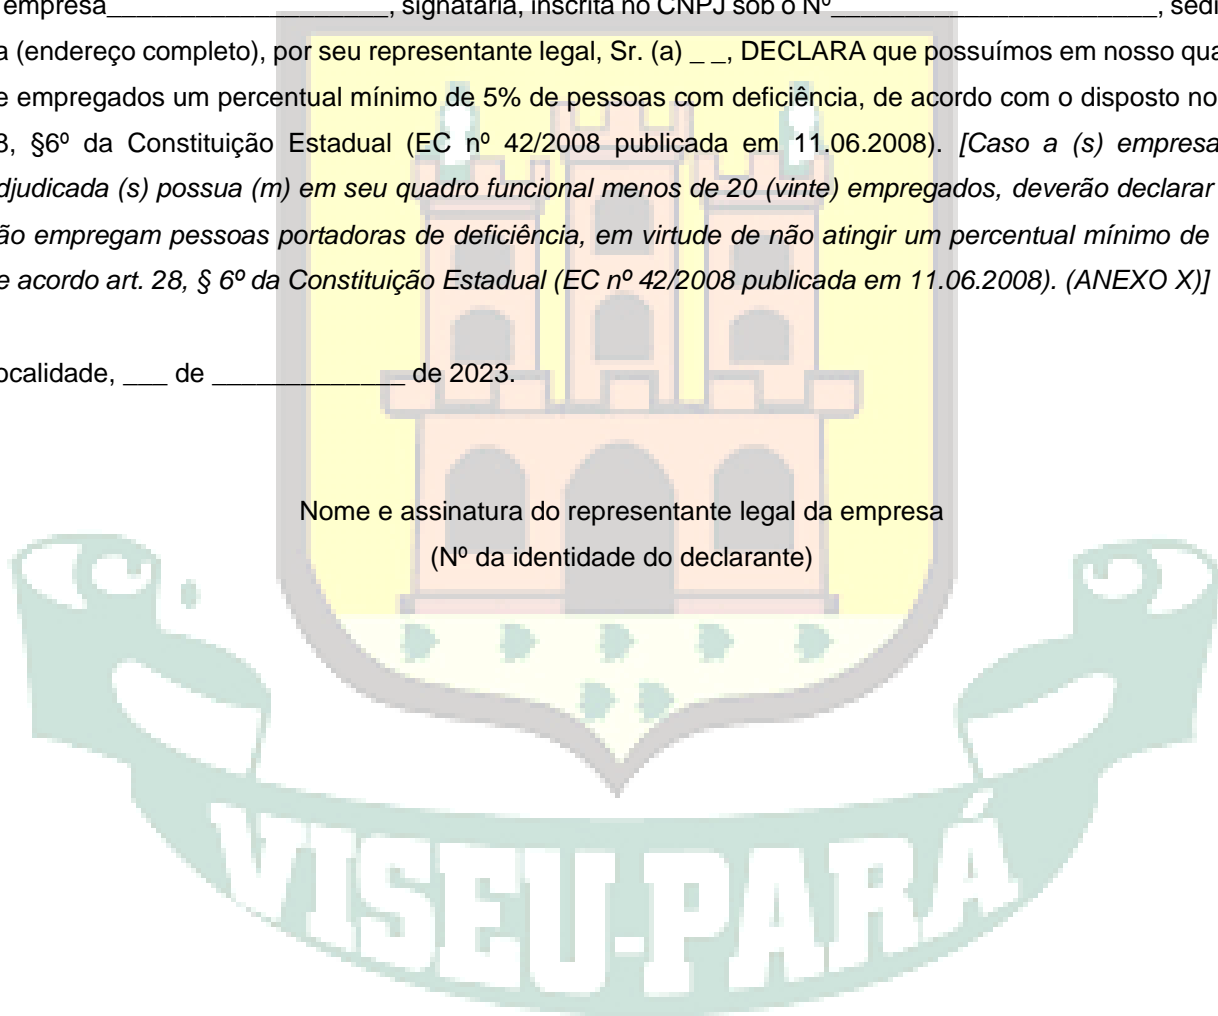 empresa___________________, signatária, inscrita no CNPJ sob o Nº______________________, sedi
a (endereço completo), por seu representante legal, Sr. (a) _ _, DECLARA que possuímos em nosso qua
e empregados um percentual mínimo de 5% de pessoas com deficiência, de acordo com o disposto no
8, §6º da Constituição Estadual (EC nº 42/2008 publicada em 11.06.2008). [Caso a (s) empresa
djudicada (s) possua (m) em seu quadro funcional menos de 20 (vinte) empregados, deverão declarar
ão empregam pessoas portadoras de deficiência, em virtude de não atingir um percentual mínimo de
e acordo art. 28, § 6º da Constituição Estadual (EC nº 42/2008 publicada em 11.06.2008). (ANEXO X)]
ocalidade, ___ de _____________ de 2023.
Nome e assinatura do representante legal da empresa
(Nº da identidade do declarante)
VISEU-PARÁ